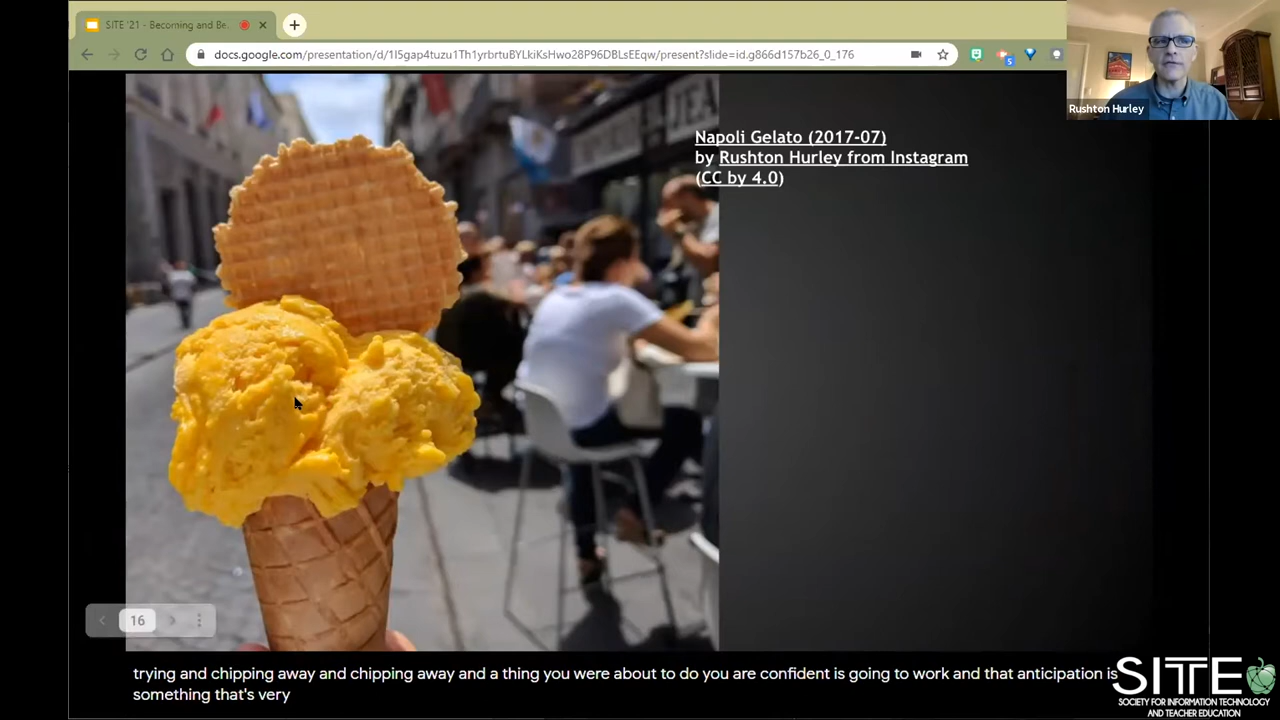 SITE '21 - Becoming and Be...
docs.google.com/presentation/d/1I5gap4tuzu1Th1yrbrtuBYLkiKsHwo28P96DBLsEEqw/present?slide=id.g866d157b26_0_176
5
Rushton Hurley
Napoli Gelato (2017-07)
by Rushton Hurley from Instagram
(CC by 4.0)
16
trying and chipping away and chipping away and a thing you were about to do you are confident is going to work and that anticipation is
something that's very
SITE
SOCIETY FOR INFORMATION TECHNOLOGY
AND TEACHER EDUCATION